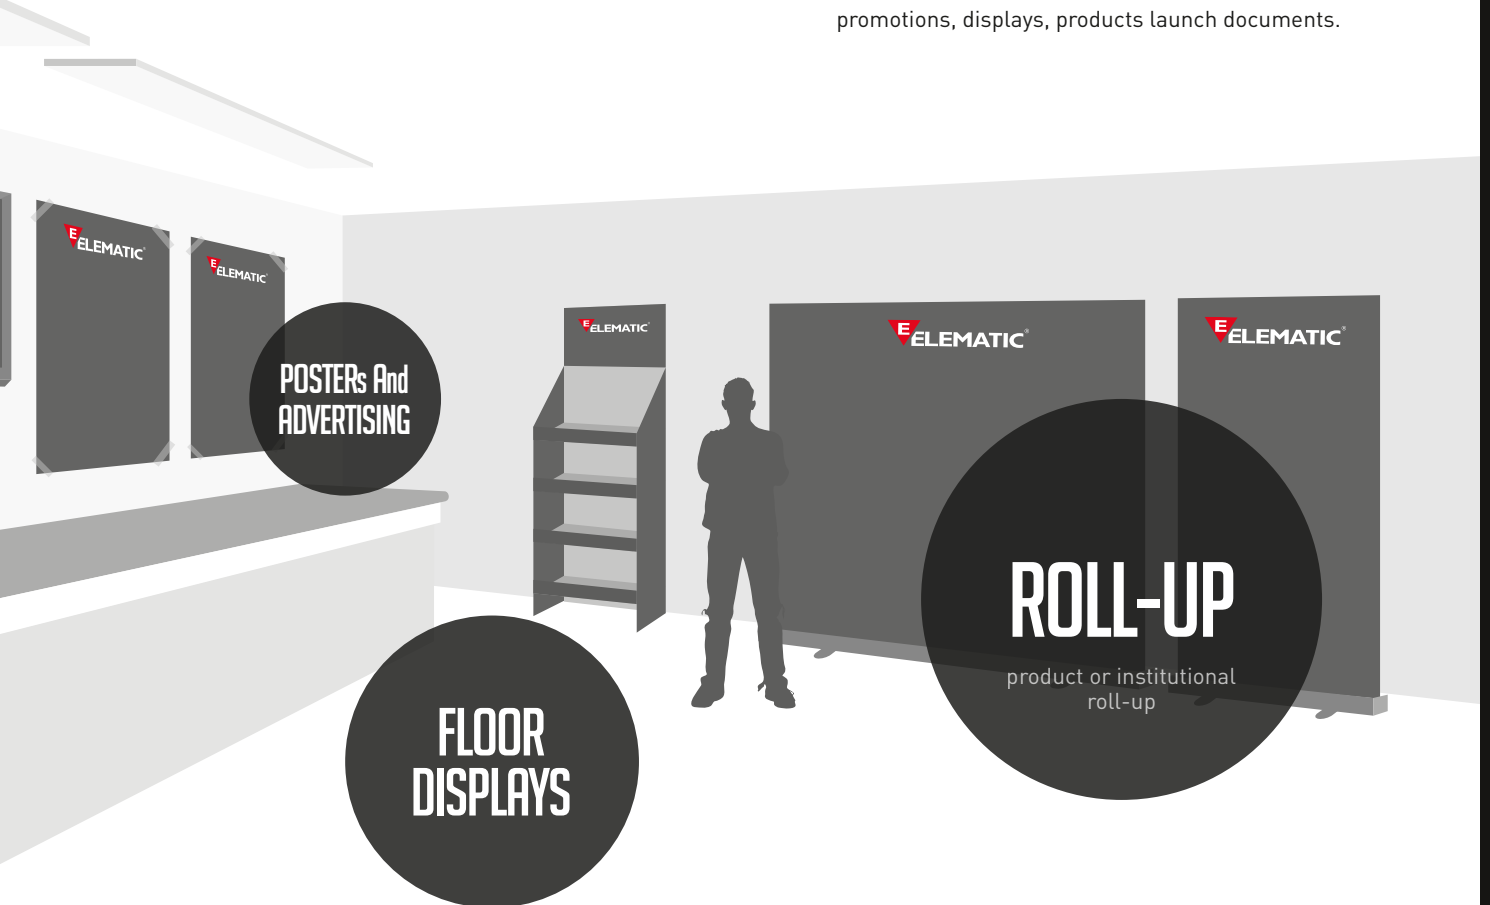 promotions, displays, products launch documents.
E ELEMATIC®
E ELEMATIC®
E ELEMATIC®
E ELEMATIC®
E ELEMATIC®
POSTERs And
ADVERTISING
ROLL-UP
product or institutional
roll-up
FLOOR
DISPLAYS